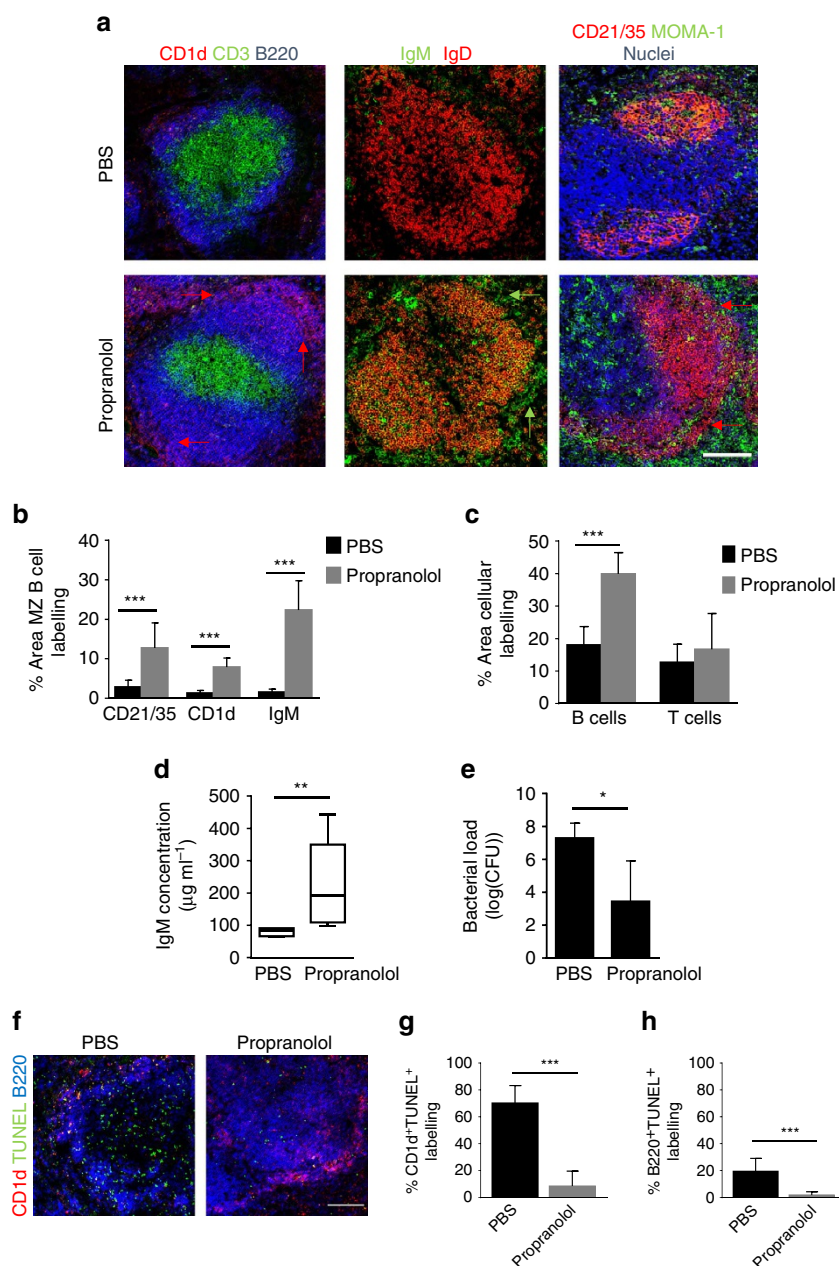 a
CD1d CD3 B220
IgM IgD
CD21/35 MOMA-1
Nuclei
PBS
Propranolol
b
% Area MZ B cell
labelling
40
30
20
10
0
***
***
***
PBS
Propranolol
CD21/35
CD1d
IgM
c
% Area cellular
labelling
50
40
30
20
10
0
***
PBS
Propranolol
B cells
T cells
d
IgM concentration
(μg ml⁻¹)
500
400
300
200
100
0
**
PBS
Propranolol
e
Bacterial load
(log(CFU))
10
8
6
4
2
0
*
PBS
Propranolol
f
PBS
Propranolol
CD1d TUNEL B220
g
% CD1d⁺TUNEL⁺
labelling
100
80
60
40
20
0
***
PBS
Propranolol
h
% B220⁺TUNEL⁺
labelling
100
80
60
40
20
0
***
PBS
Propranolol